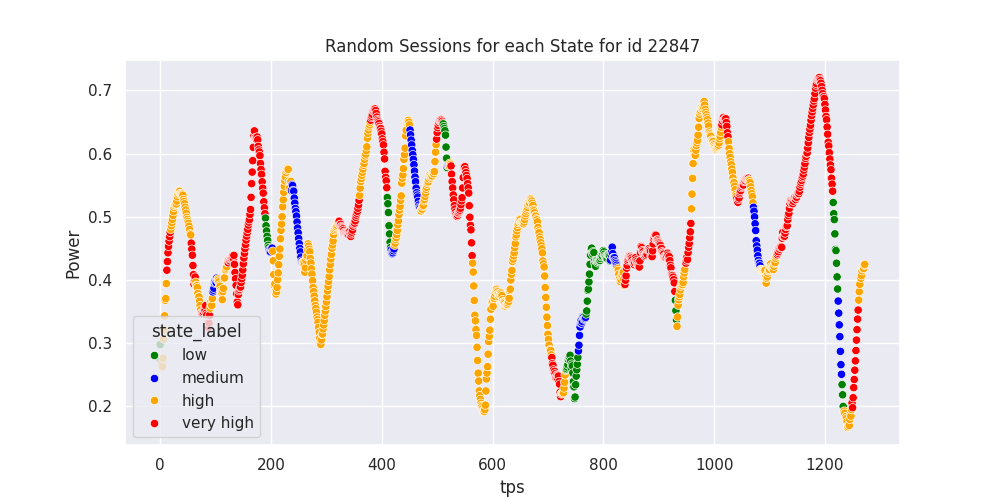 Random Sessions for each State for id 22847
Power
0.7
0.6
0.5
0.4
0.3
0.2
state_label
low
medium
high
very high
0 200 400 600 800 1000 1200
tps